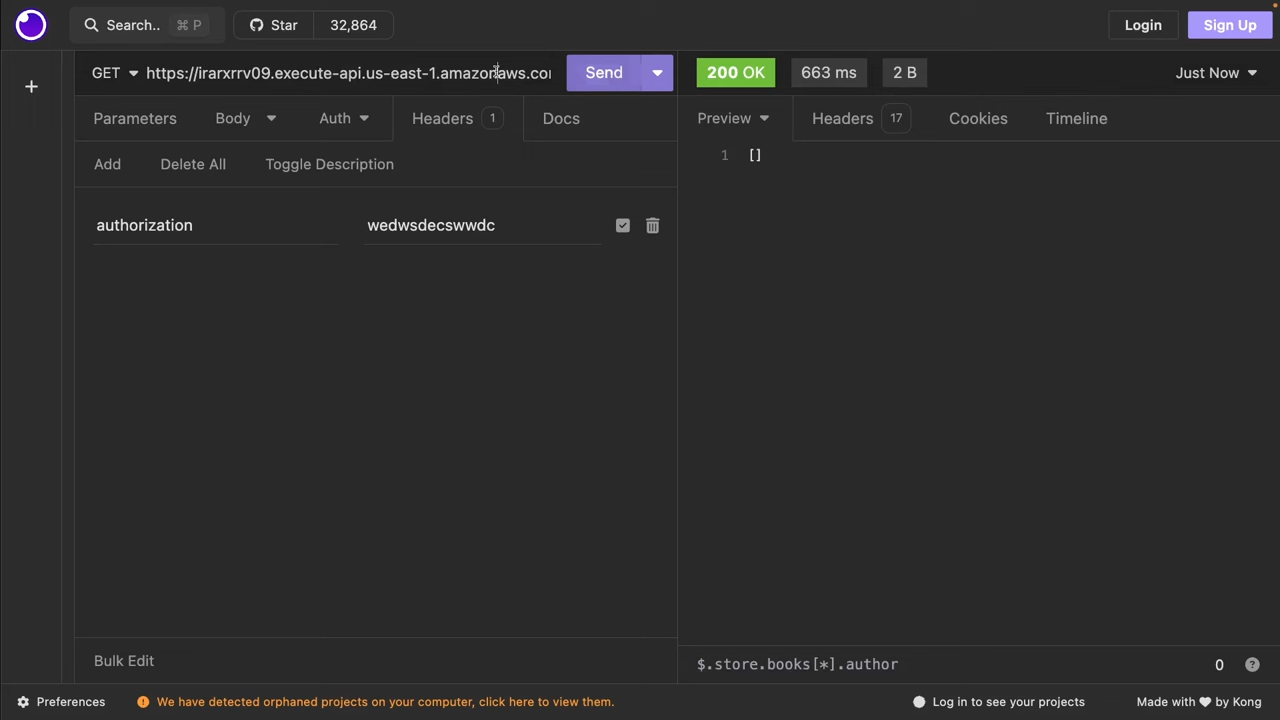 Search.. ⌘ P Star 32,864 Login Sign Up
GET https://irarxrrv09.execute-api.us-east-1.amazonaws.con Send 200 OK 663 ms 2 B Just Now
Parameters Body Auth Headers 1 Docs Preview Headers 17 Cookies Timeline
Add Delete All Toggle Description
1 []
authorization wedwsdecswwdc
Bulk Edit
$.store.books[*].author 0 ?
Preferences ! We have detected orphaned projects on your computer, click here to view them. Log in to see your projects Made with ❤ by Kong